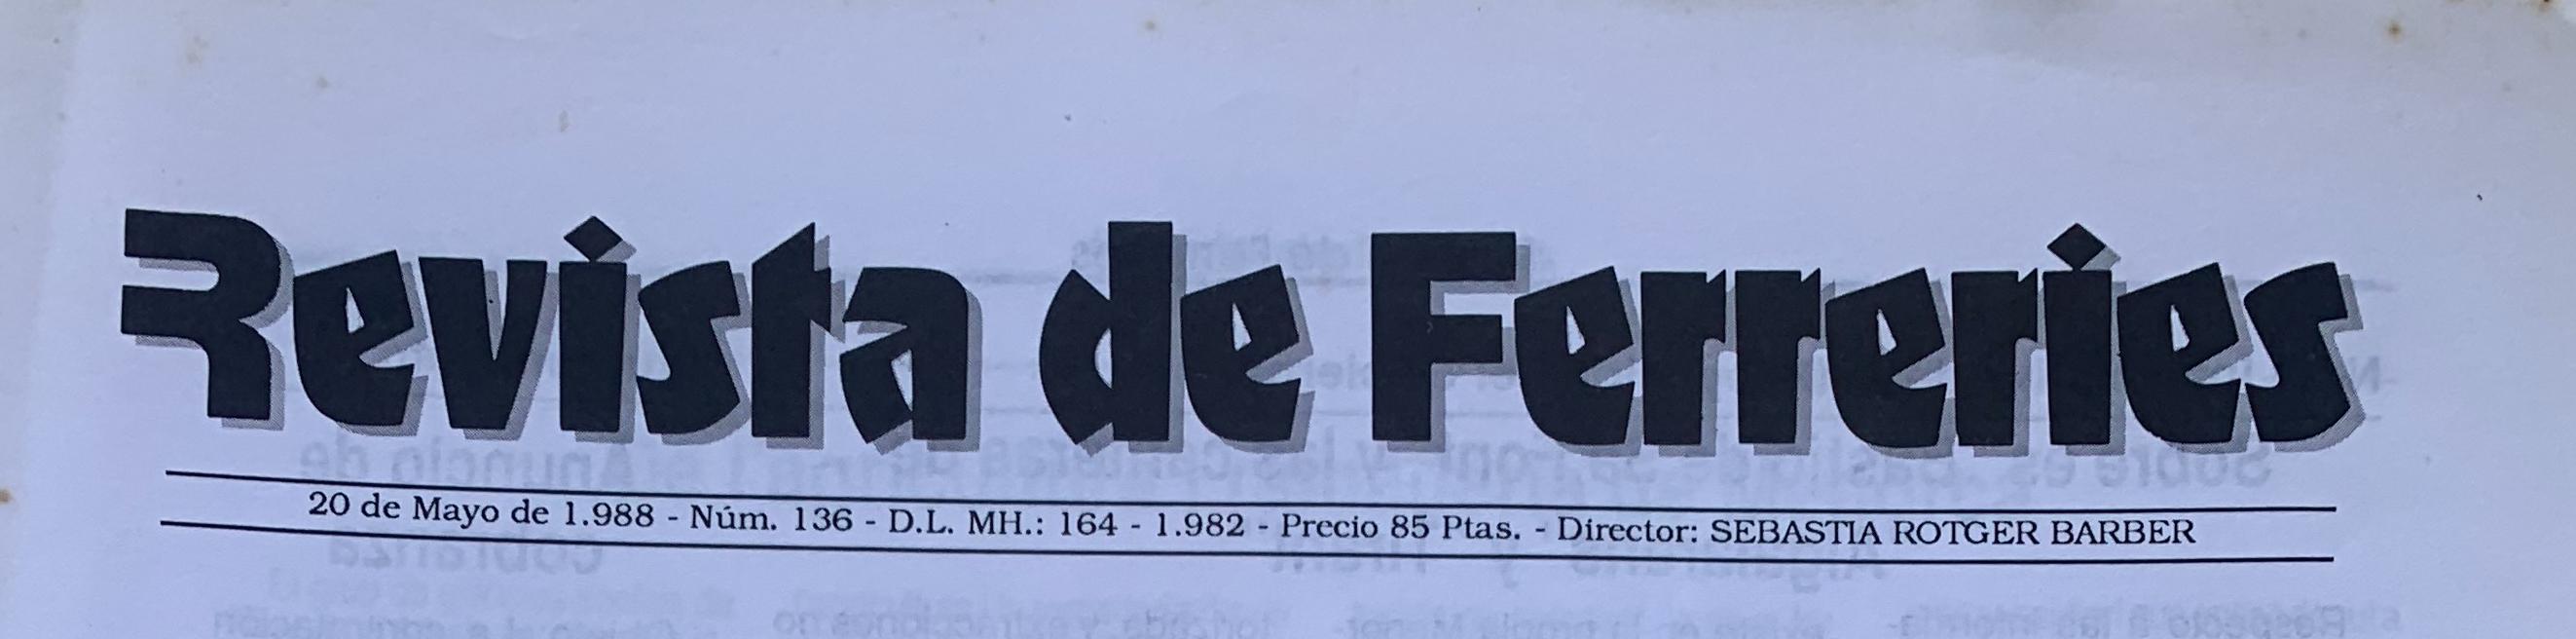 Revista de Ferreries
20 de Mayo de 1.988 - Núm. 136 - D.L. MH.: 164 - 1.982 - Precio 85 Ptas. - Director: SEBASTIA ROTGER BARBER